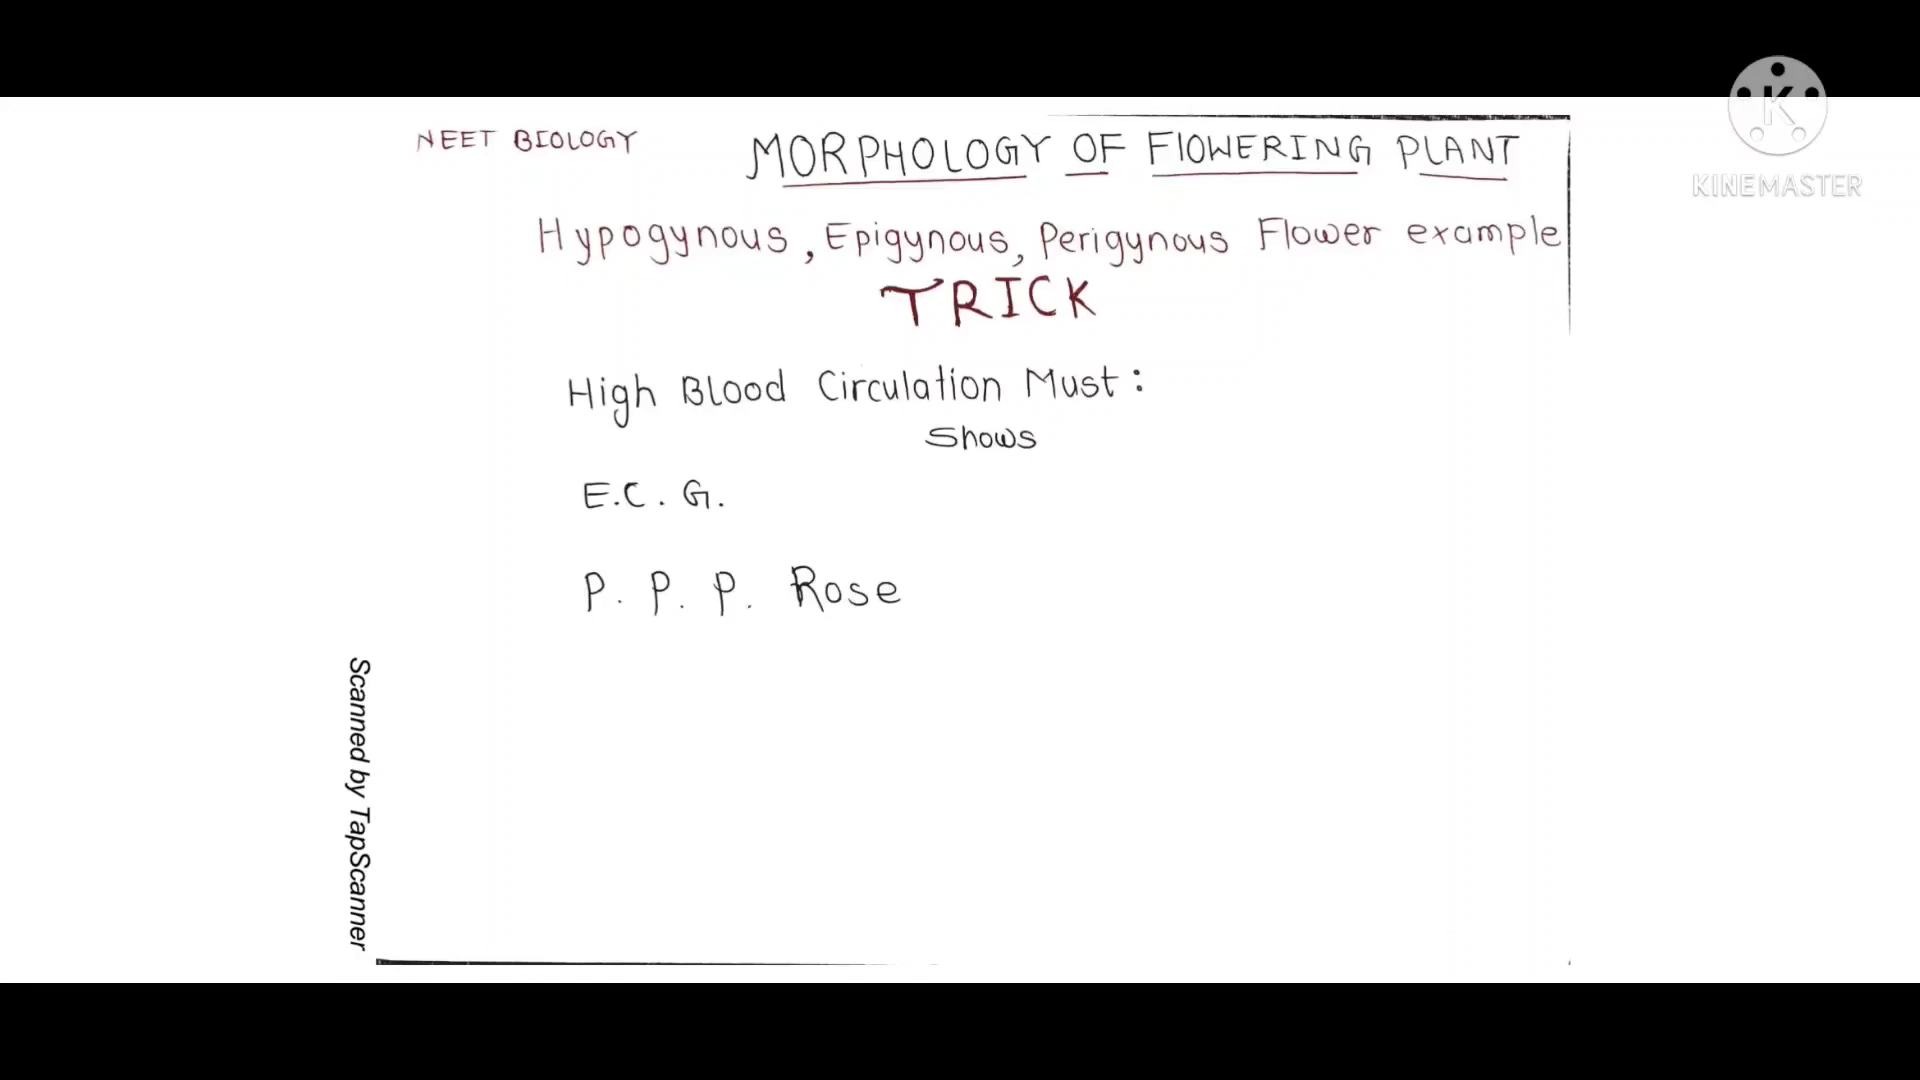 NEET BIOLOGY
MORPHOLOGY OF FLOWERING PLANT
Hypogynous, Epigynous, Perigynous Flower example
TRICK
High Blood Circulation Must :
Shows
E.C. G.
P. P. P. Rose
Scanned by TapScanner
K
KINEMASTER